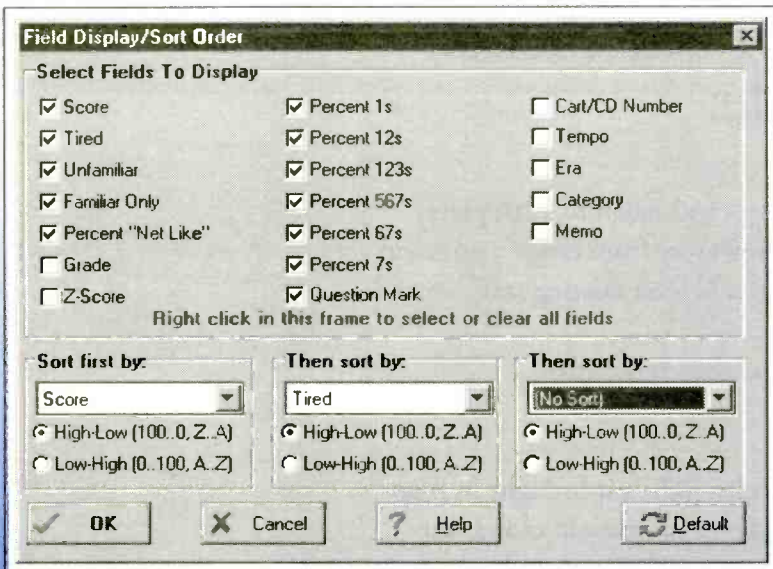 Field Display/Sort Order
Select Fields To Display
Score
Tired
Unfamiliar
Familiar Only
Percent "Net Like"
Grade
Z-Score
Percent 1s
Percent 12s
Percent 123s
Percent 567s
Percent 67s
Percent 7s
Question Mark
Cart/CD Number
Tempo
Era
Category
Memo
Right click in this frame to select or clear all fields
Sort first by:
Score
High-Low (100..0, Z..A)
Low-High (0..100, A..Z)
Then sort by:
Tired
High-Low (100..0, Z..A)
Low-High (0..100, A..Z)
Then sort by:
(No Sort)
High-Low (100..0, Z..A)
Low-High (0..100, A..Z)
OK
Cancel
? Help
Default